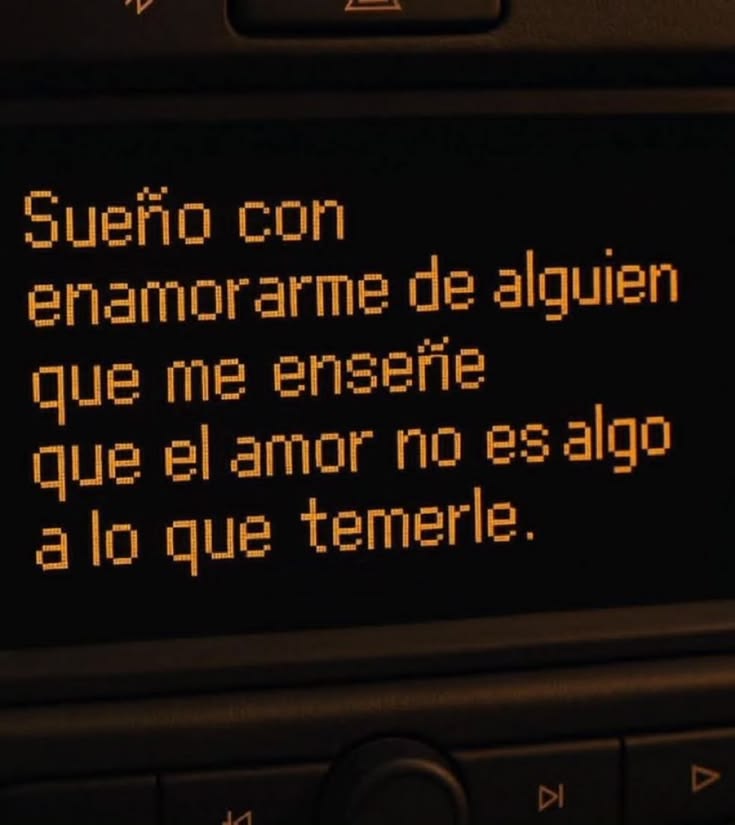 Sueño con
enamorarme de alguien
que me enseñe
que el amor no es algo
a lo que temerle.